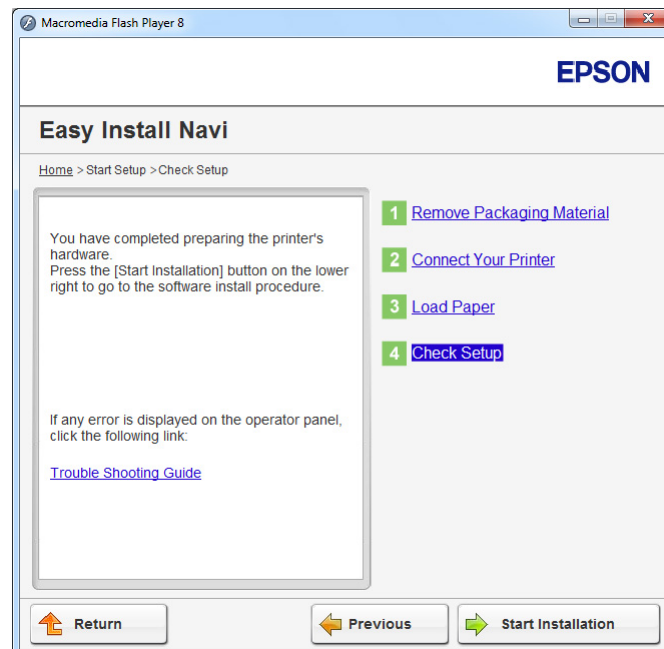 Macromedia Flash Player 8
EPSON
Easy Install Navi
Home > Start Setup >Check Setup
You have completed preparing the printer's
hardware.
Press the [Start Installation] button on the lower
right to go to the software install procedure.
If any error is displayed on the operator panel,
click the following link:
Trouble Shooting Guide
1 Remove Packaging Material
2 Connect Your Printer
3 Load Paper
4 Check Setup
Return
Previous
Start Installation